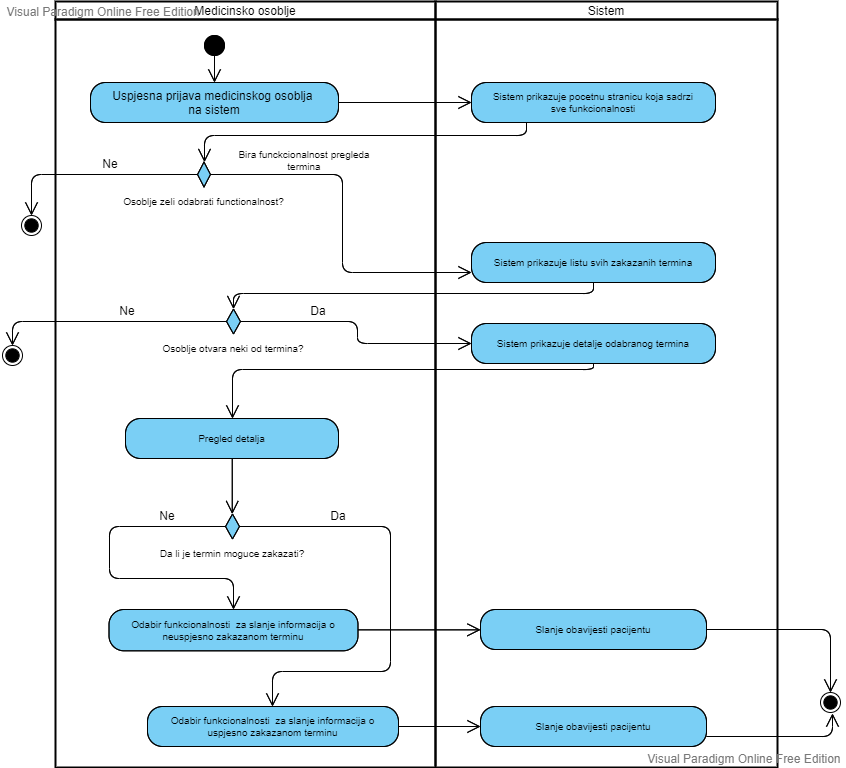 Visual Paradigm Online Free Edition
Medicinsko osoblje
Sistem
Uspjesna prijava medicinskog osoblja
na sistem
Sistem prikazuje pocetnu stranicu koja sadrzi
sve funkcionalnosti
Ne
Bira funckcionalnost pregleda
termina
Osoblje zeli odabrati functionalnost?
Sistem prikazuje listu svih zakazanih termina
Ne
Da
Osoblje otvara neki od termina?
Sistem prikazuje detalje odabranog termina
Pregled detalja
Ne
Da
Da li je termin moguce zakazati?
Odabir funkcionalnosti za slanje informacija o
neuspjesno zakazanom terminu
Slanje obavijesti pacijentu
Odabir funkcionalnosti za slanje informacija o
uspjesno zakazanom terminu
Slanje obavijesti pacijentu
Visual Paradigm Online Free Edition